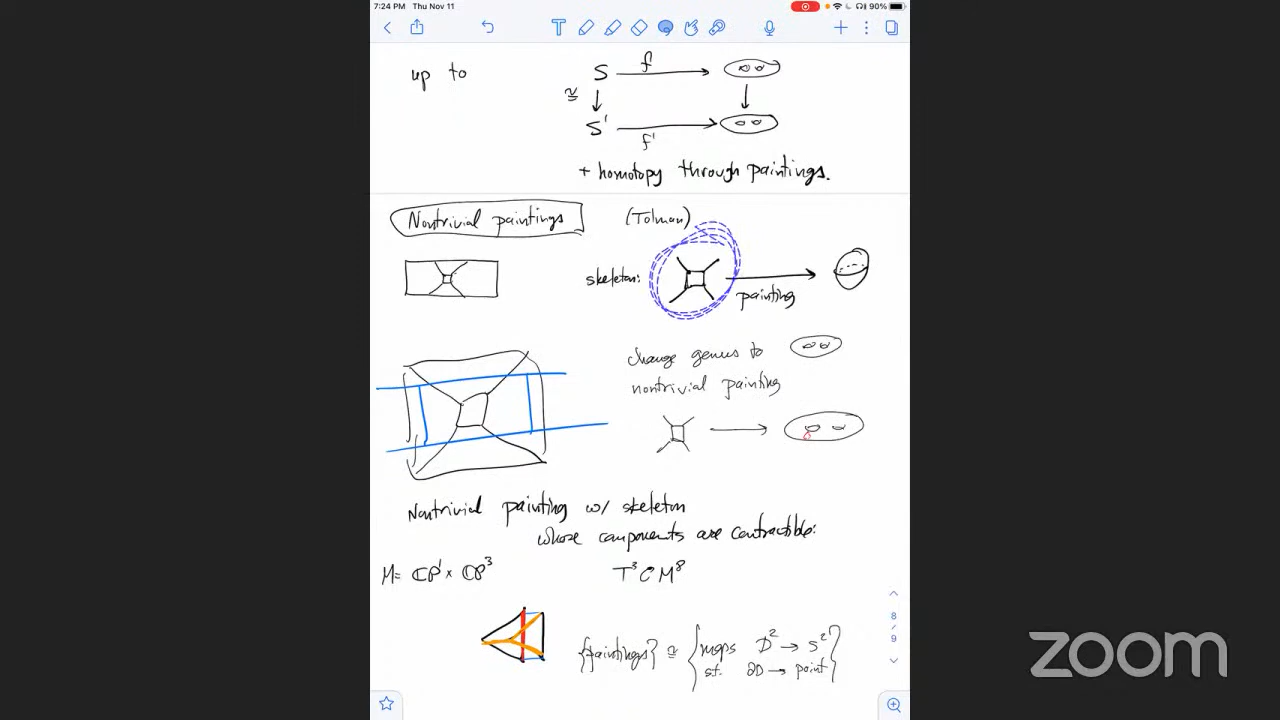 7:24 PM Thu Nov 11
90%
up to
S f
≅
S' f'
+ homotopy through paintings.
Nontrivial paintings (Tolman)
skeleton:
painting
change genus to
nontrivial painting
Nontrivial painting w/ skeleton
whose components are contractible:
M = CP¹ × CP³ T³ ↻ M⁸
{paintings} ≅ {maps D² → S²
s.t. ∂D → point}
8
9
zoom